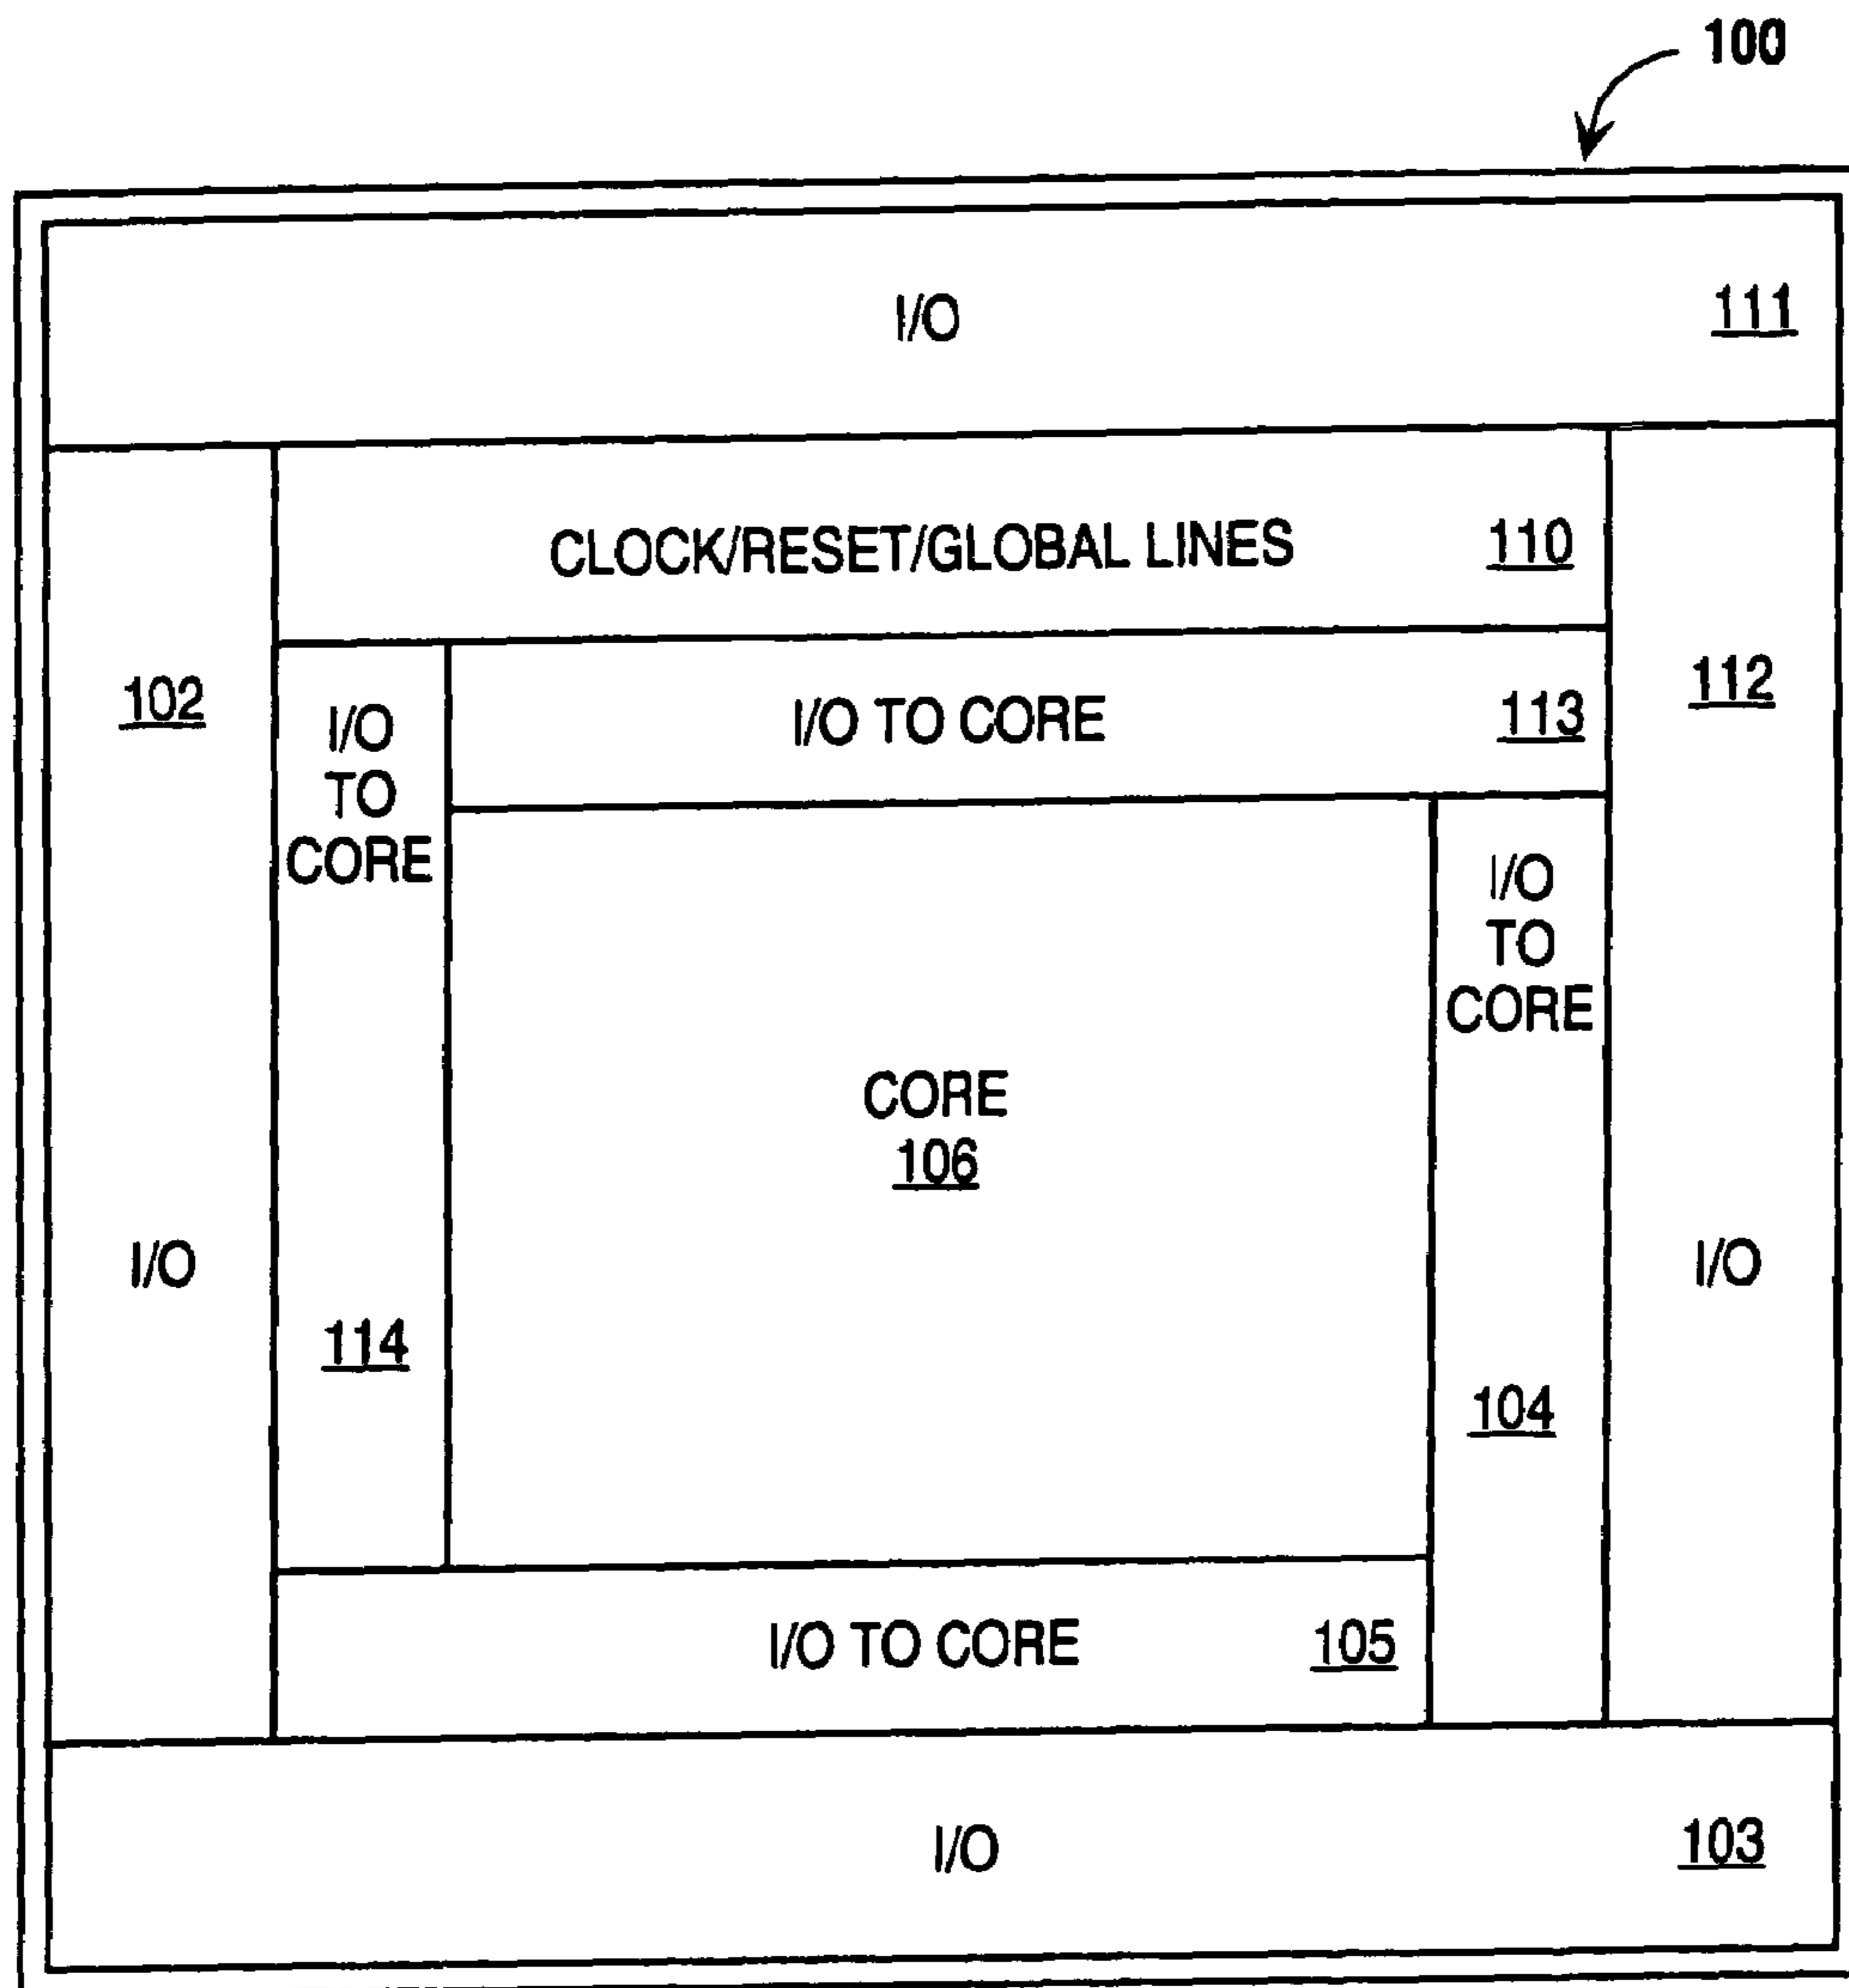 100
I/O 111
CLOCK/RESET/GLOBAL LINES 110
102
I/O
TO
CORE
I/O TO CORE 113
112
I/O
TO
CORE
CORE
106
I/O
114
104
I/O
I/O TO CORE 105
I/O 103